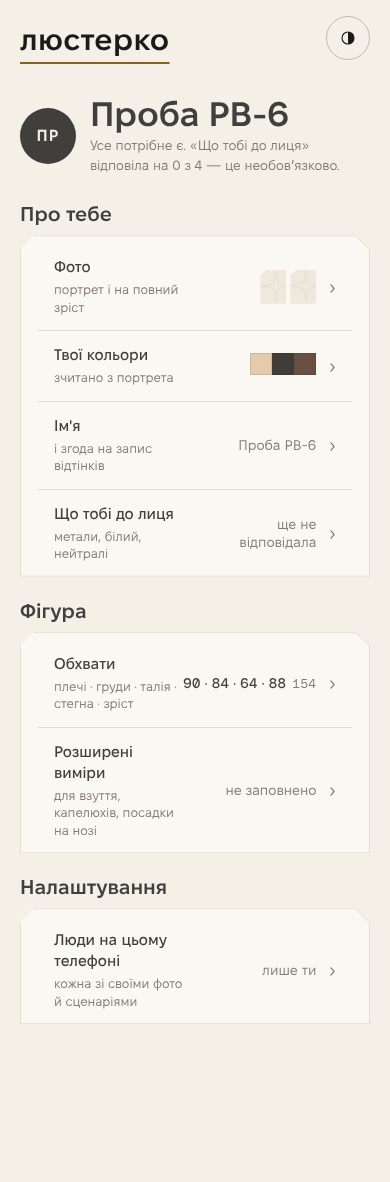 люстерко
ПР
Проба РВ-6
Усе потрібне є. «Що тобі до лиця»
відповіла на 0 з 4 — це необов’язково.
Про тебе
Фото
портрет і на повний
зріст
Твої кольори
зчитано з портрета
Ім'я
і згода на запис
відтінків
Проба РВ-6
Що тобі до лиця
метали, білий,
нейтралі
ще не
відповідала
Фігура
Обхвати
плечі · груди · талія ·
стегна · зріст
90 · 84 · 64 · 88 154
Розширені
виміри
для взуття,
капелюхів, посадки
на нозі
не заповнено
Налаштування
Люди на цьому
телефоні
кожна зі своїми фото
й сценаріями
лише ти